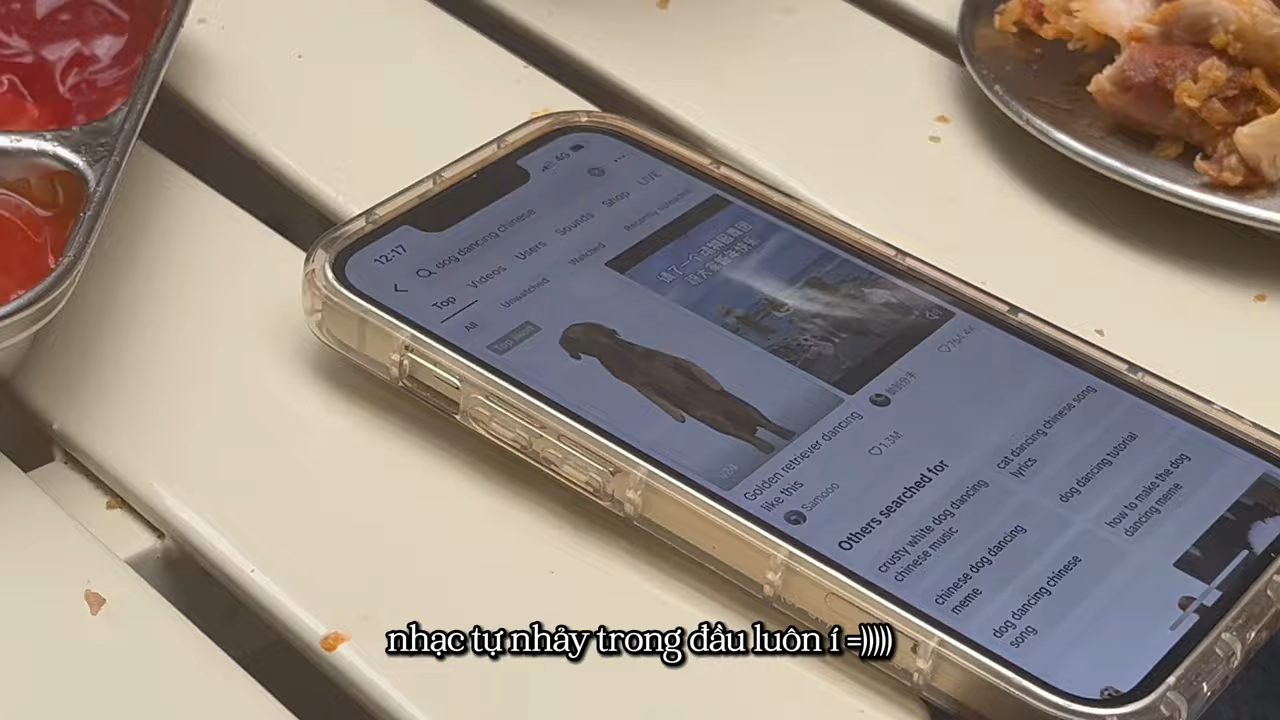 12:17
4G
dog dancing chinese
Top
Videos
Users
Sounds
Shop
LIVE
All
Unwatched
Watched
Recently uploaded
Top liked
Golden retriever dancing
like this
Samooo
1.3M
764.4K
Others searched for
crusty white dog dancing
chinese music
cat dancing chinese song
lyrics
chinese dog dancing
meme
dog dancing tutorial
dog dancing chinese
song
how to make the dog
dancing meme
nhạc tự nhảy trong đầu luôn í =)))))